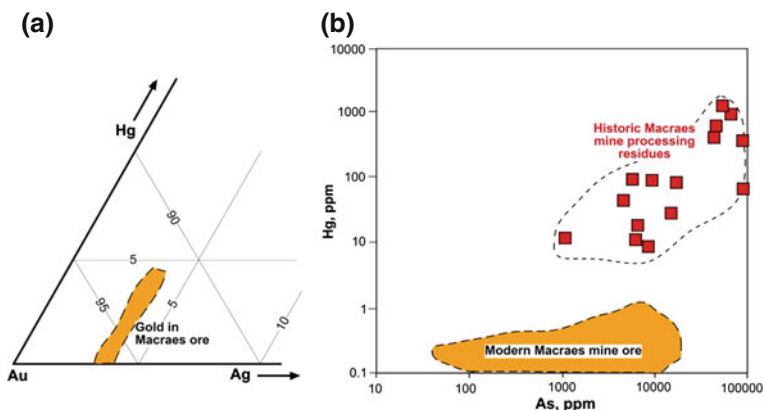 (a)
Hg
90
5
95
5
10
Gold in
Macraes ore
Au
Ag
(b)
10000
1000
100
10
1
0.1
Hg, ppm
Historic Macraes
mine processing
residues
Modern Macraes mine ore
10
100
1000
10000
100000
As, ppm